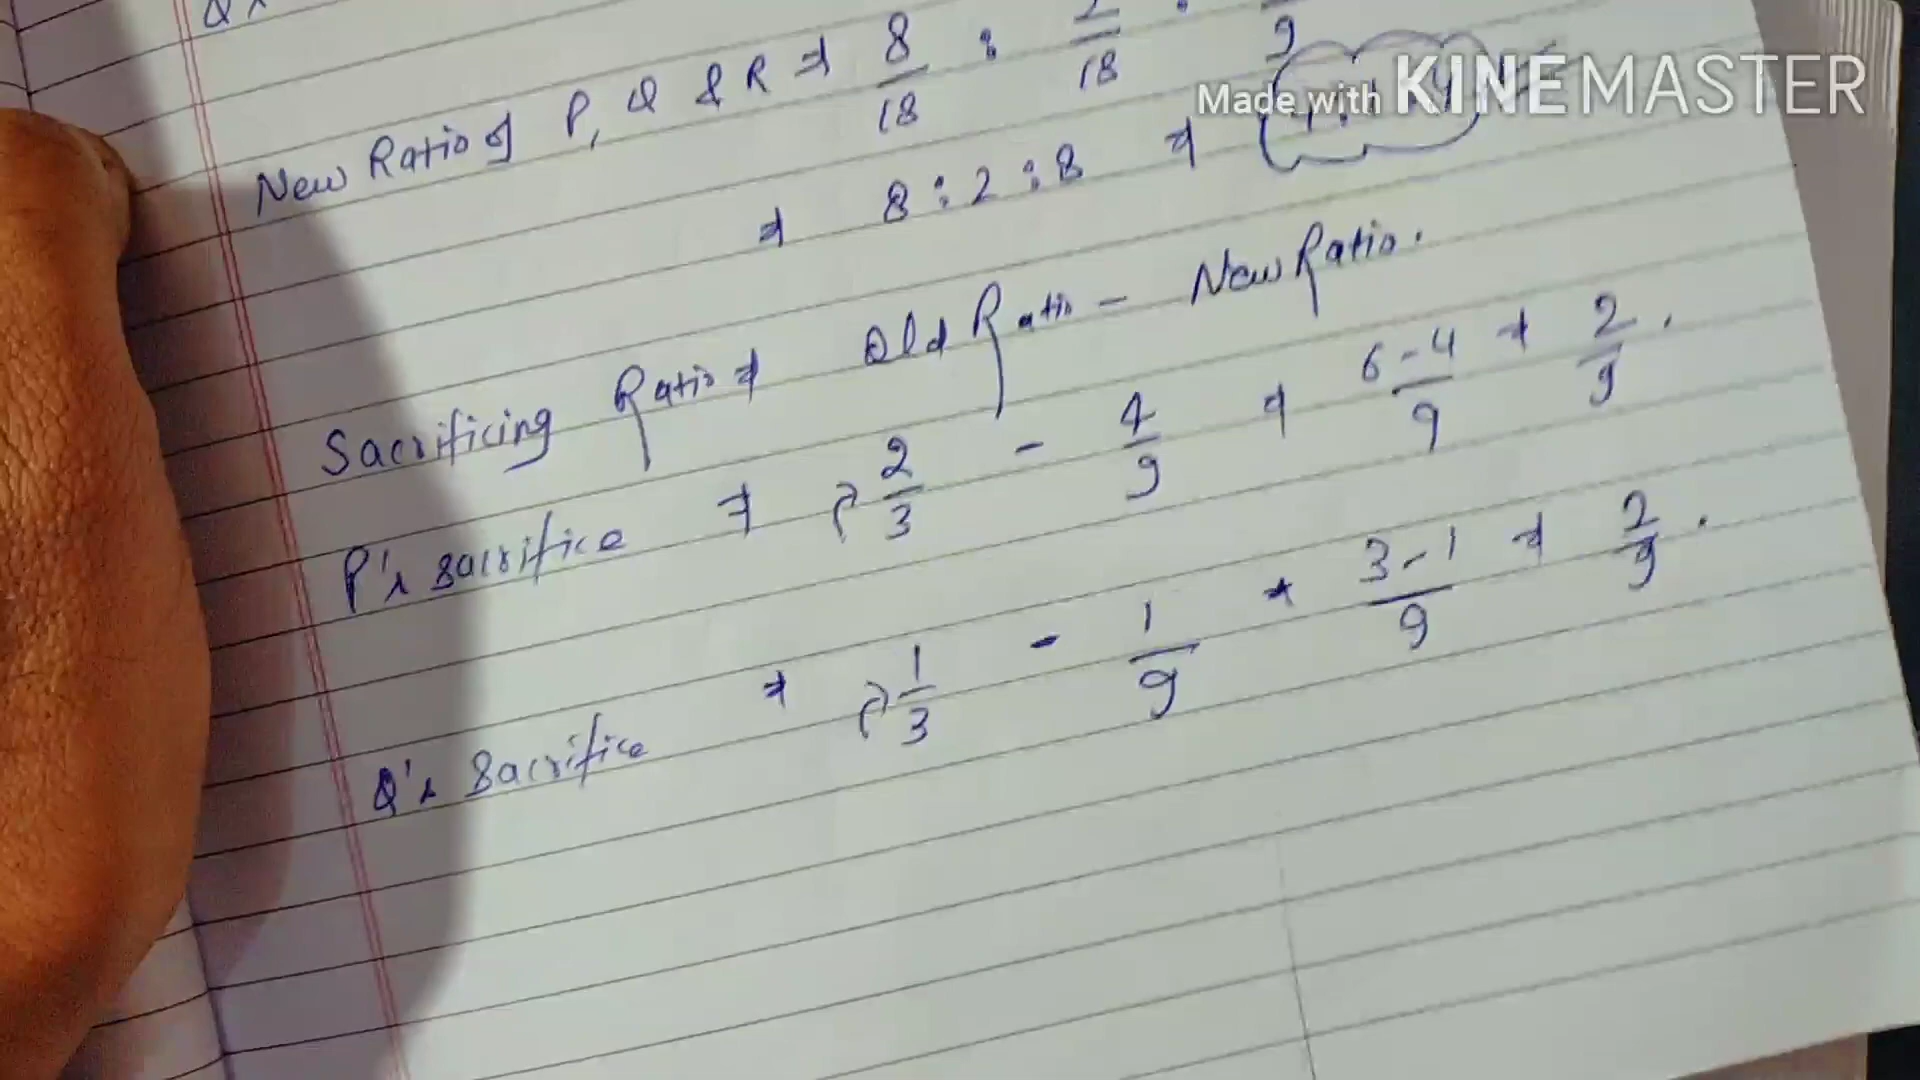 New Ratio of P, Q & R ⇒ 8/18 : 2/18 :
Made with KINEMASTER
⇒ 8 : 2 : 8 ⇒
Sacrificing Ratio ⇒ Old Ratio - New Ratio.
P's sacrifice ⇒ 2/3 - 4/9 ⇒ 6-4/9 ⇒ 2/9.
Q's Sacrifice ⇒ 1/3 - 1/9 ⇒ 3-1/9 ⇒ 2/9.